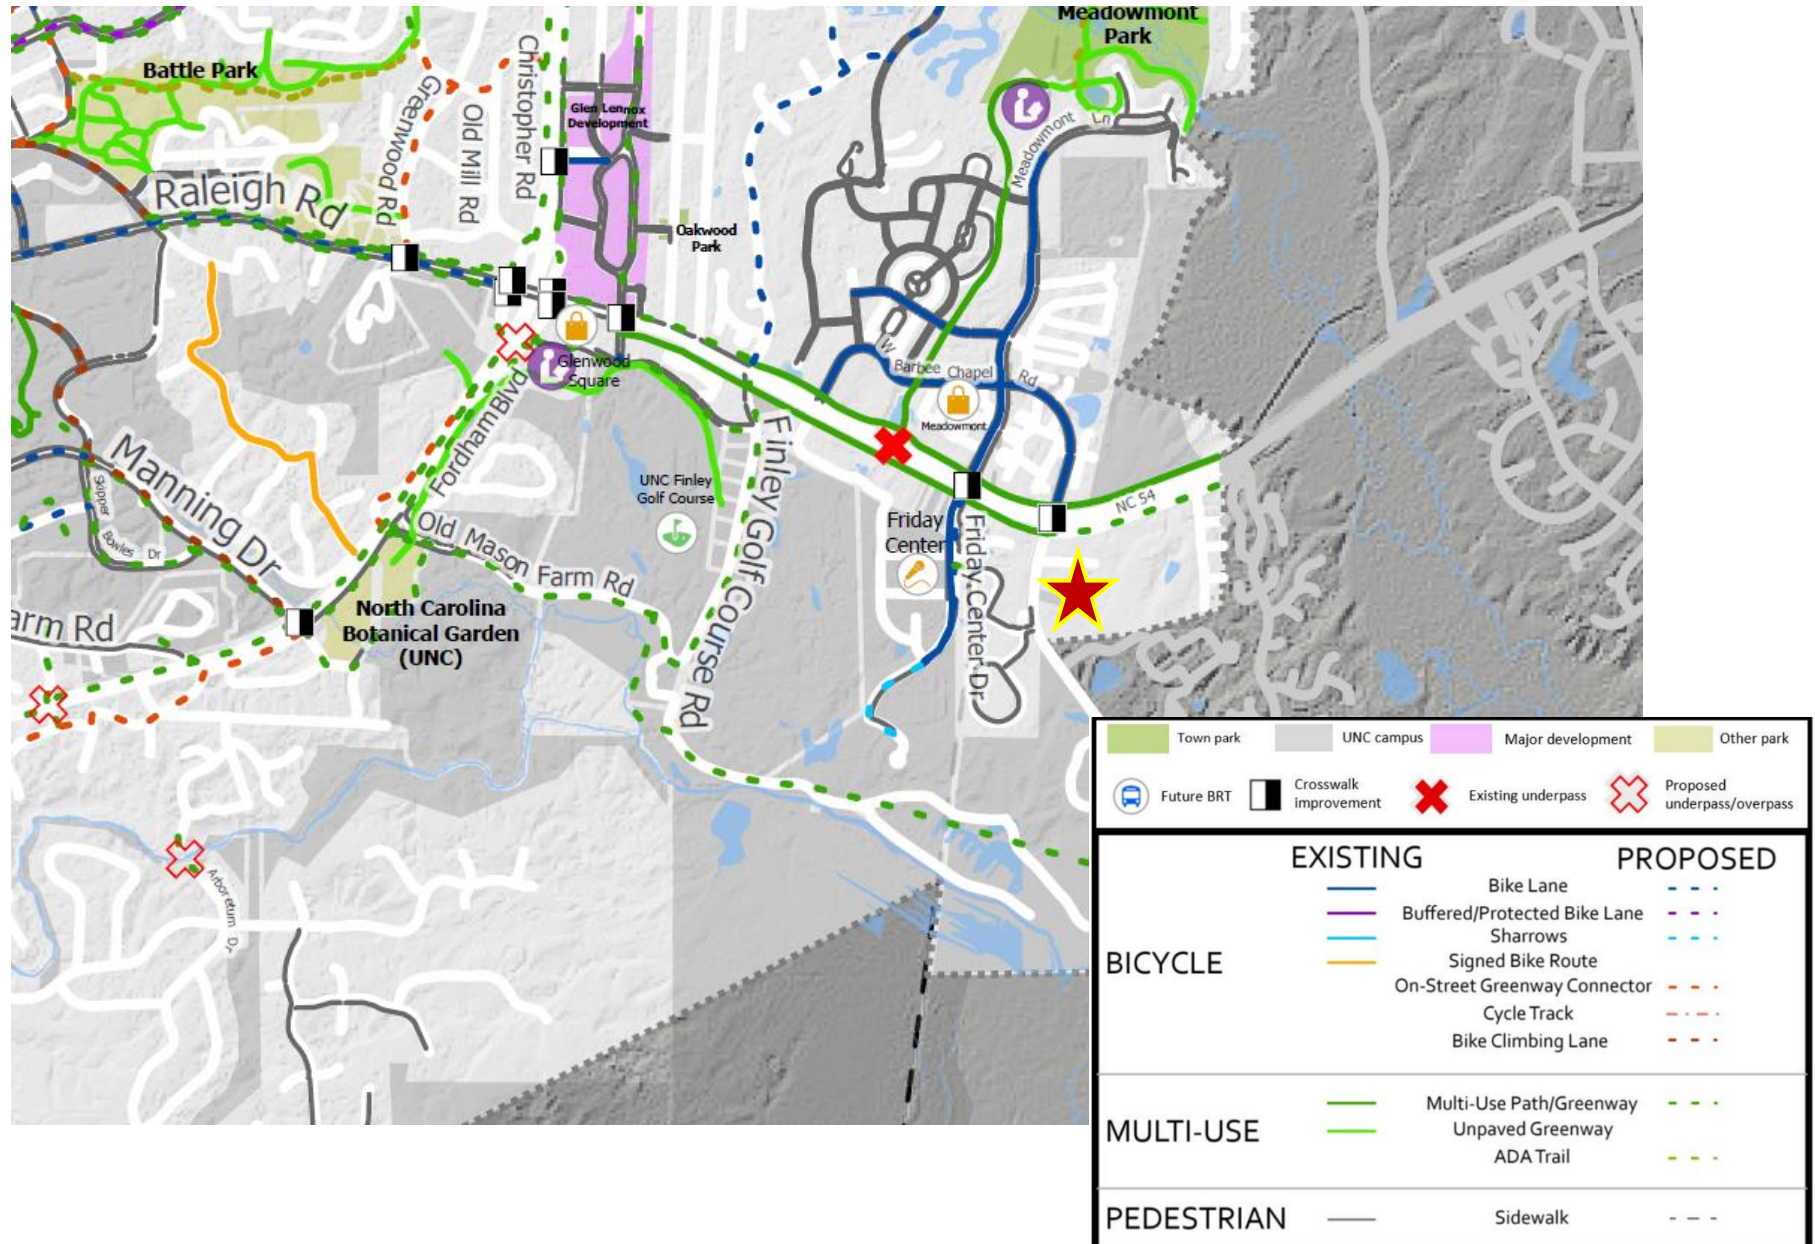 Meadowmont
Park
Battle Park
Greenwood Rd
Old Mill Rd
Christopher Rd
Glen Lennox
Development
Meadowmont Ln
Raleigh Rd
Oakwood
Park
Glenwood
Square
W Barbee Chapel Rd
Meadowmont
Fordham Blvd
Finley Golf Course Rd
UNC Finley
Golf Course
NC 54
Friday
Center
Friday Center Dr
Manning Dr
Skipper
Bowles Dr
Old Mason Farm Rd
arm Rd
North Carolina
Botanical Garden
(UNC)
Arboretum Dr
Town park
UNC campus
Major development
Other park
Future BRT
Crosswalk
improvement
Existing underpass
Proposed
underpass/overpass
EXISTING PROPOSED
BICYCLE
Bike Lane
Buffered/Protected Bike Lane
Sharrows
Signed Bike Route
On-Street Greenway Connector
Cycle Track
Bike Climbing Lane
MULTI-USE
Multi-Use Path/Greenway
Unpaved Greenway
ADA Trail
PEDESTRIAN
Sidewalk